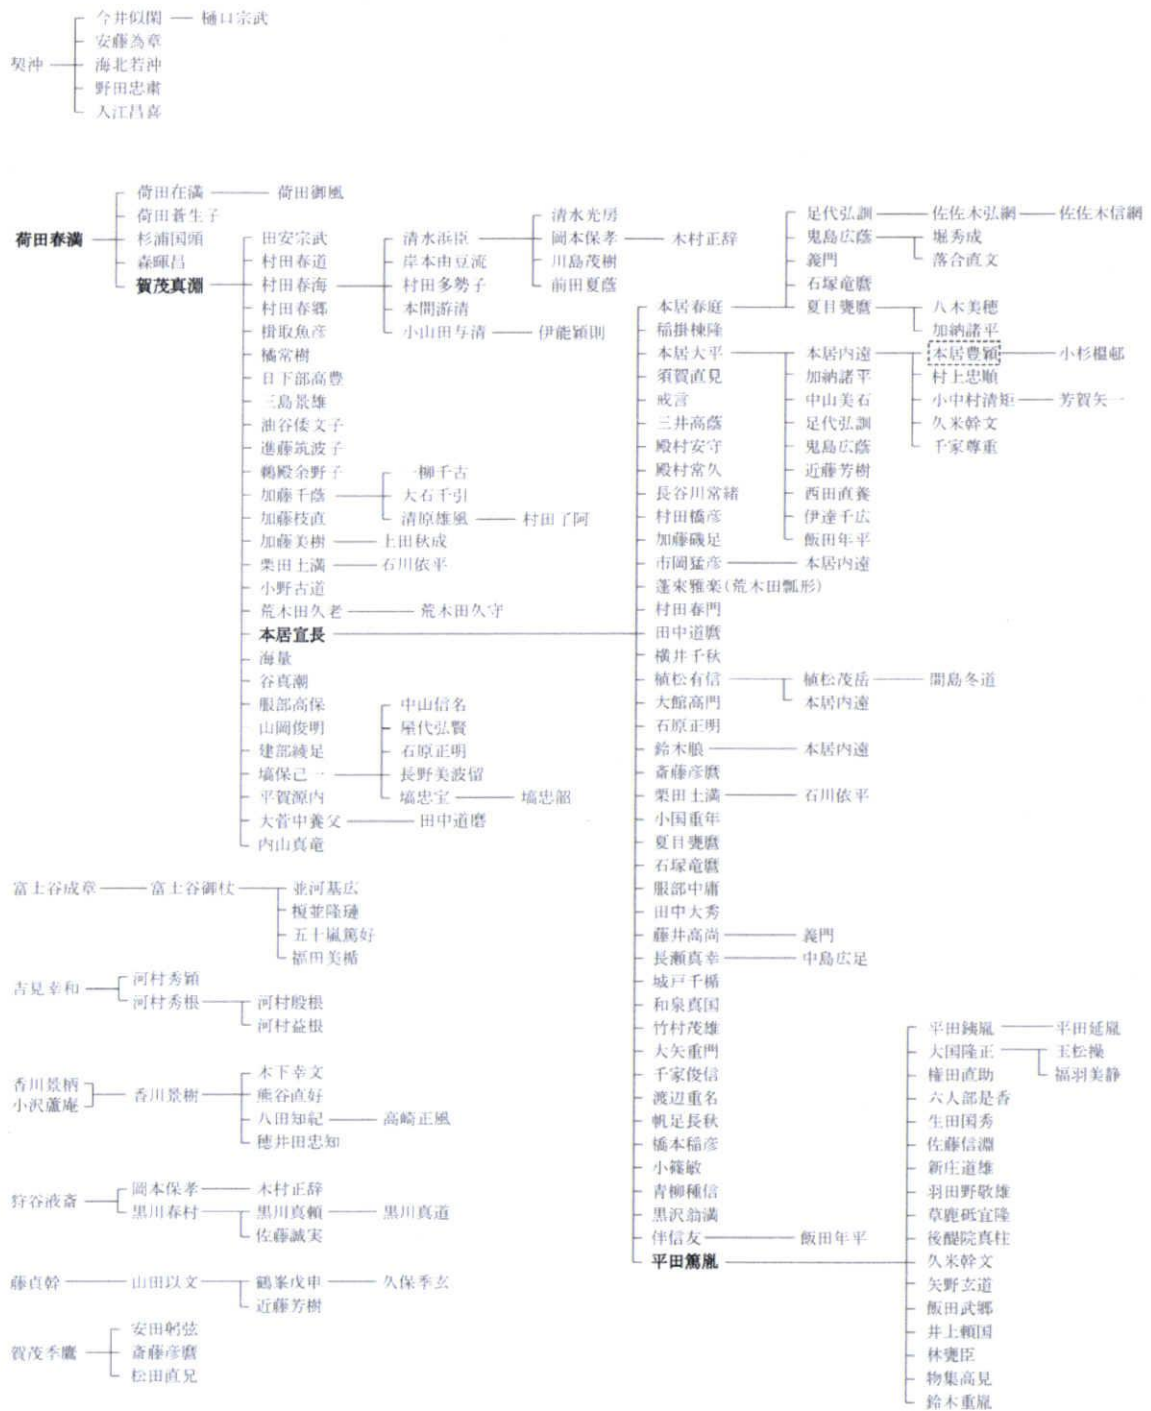 今井似閑 樋口宗武
安藤為章
契沖 海北若沖
野田忠粛
入江昌喜
荷田在満 荷田御風
荷田蒼生子
荷田春満 杉浦国頭
森暉昌
賀茂真淵
田安宗武
村田春道
村田春海
村田春郷
楫取魚彦
橘常樹
日下部高豊
三島景雄
油谷倭文子
進藤筑波子
鵜殿余野子
加藤千蔭
加藤枝直
加藤美樹 上田秋成
栗田土満 石川依平
小野古道
荒木田久老 荒木田久守
本居宣長
海量
谷真潮
服部高保
山岡俊明
建部綾足
塙保己一
平賀源内
大菅中養父 田中道麿
内山真竜
清水浜臣
岸本由豆流
村田多勢子
本間游清
小山田与清 伊能穎則
清水光房
岡本保孝 木村正辞
川島茂樹
前田夏蔭
一柳千古
大石千引
清原雄風 村田了阿
中山信名
屋代弘賢
石原正明
長野美波留
塙忠宝 塙忠韶
本居春庭
稲掛棟隆
本居大平
須賀直見
戒言
三井高蔭
殿村安守
殿村常久
長谷川常緒
村田橋彦
加藤磯足
市岡猛彦 本居内遠
蓬来雅楽(荒木田瓢形)
村田春門
田中道麿
横井千秋
植松有信
大館高門
石原正明
鈴木朖 本居内遠
斎藤彦麿
栗田土満 石川依平
小国重年
夏目甕麿
石塚竜麿
服部中庸
田中大秀
藤井高尚 義門
長瀬真幸 中島広足
城戸千楯
和泉真国
竹村茂雄
大矢重門
千家俊信
渡辺重名
帆足長秋
橋本稲彦
小篠敏
青柳種信
黒沢翁満
伴信友 飯田年平
平田篤胤
足代弘訓 佐佐木弘綱 佐佐木信綱
鬼島広蔭 堀秀成
義門 落合直文
石塚竜麿
夏目甕麿 八木美穂
加納諸平
本居内遠 本居豊穎 小杉榲邨
加納諸平 村上忠順
中山美石 小中村清矩 芳賀矢一
足代弘訓 久米幹文
鬼島広蔭 千家尊重
近藤芳樹
西田直養
伊達千広
飯田年平
植松茂岳 間島冬道
本居内遠
平田銕胤 平田延胤
大国隆正 玉松操
権田直助 福羽美静
六人部是香
生田国秀
佐藤信淵
新庄道雄
羽田野敬雄
草鹿砥宣隆
後醍院真柱
久米幹文
矢野玄道
飯田武郷
井上頼国
林甕臣
物集高見
鈴木重胤
富士谷成章 富士谷御杖 並河基広
榎並隆璉
五十嵐篤好
福田美楯
吉見幸和 河村秀穎
河村秀根 河村殷根
河村益根
香川景柄
小沢蘆庵
香川景樹
木下幸文
熊谷直好
八田知紀 高崎正風
穂井田忠知
狩谷液斎 岡本保孝 木村正辞
黒川春村 黒川真頼 黒川真道
佐藤誠実
藤貞幹 山田以文 鶴峯戊申 久保季玄
近藤芳樹
安田躬弦
賀茂季鷹 斎藤彦麿
松田直兄